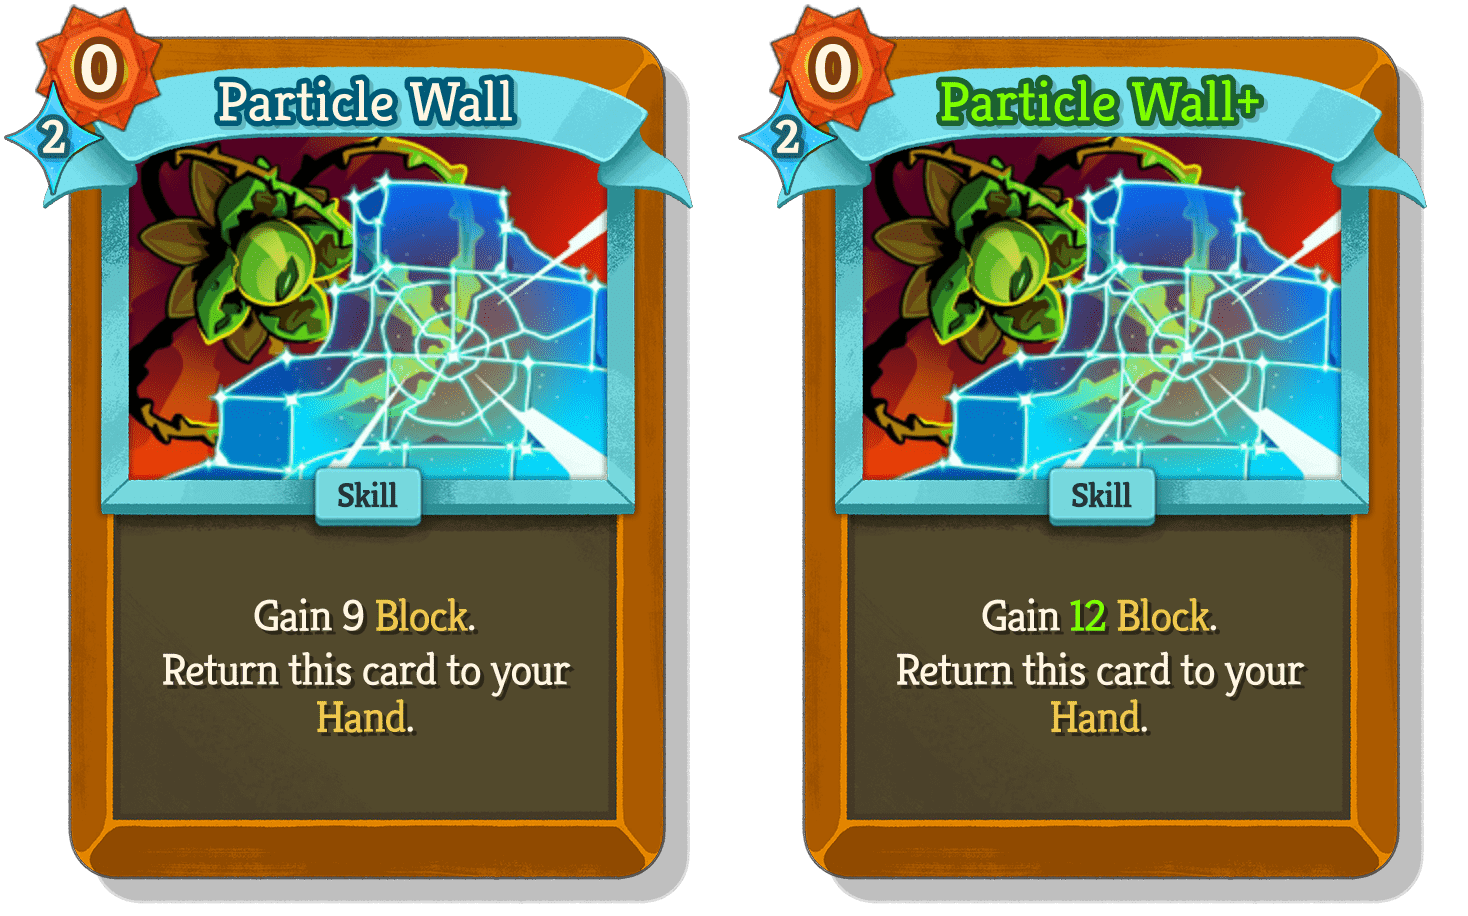 0
2
Particle Wall
Skill
Gain 9 Block.
Return this card to your
Hand.
0
2
Particle Wall+
Skill
Gain 12 Block.
Return this card to your
Hand.